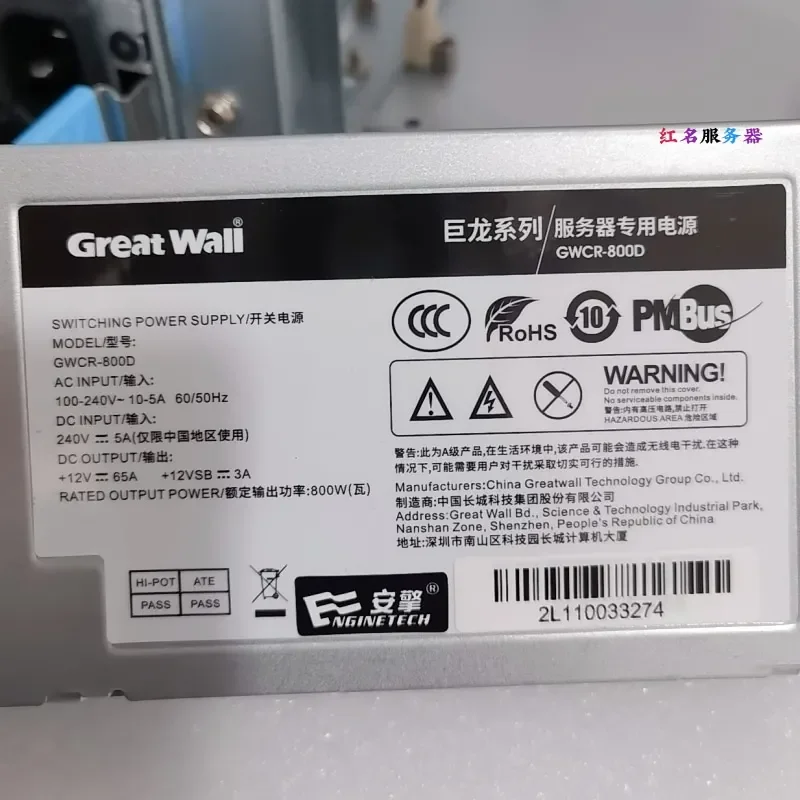 红名服务器
Great Wall®
巨龙系列/服务器专用电源
GWCR-800D
SWITCHING POWER SUPPLY/开关电源
MODEL/型号:
GWCR-800D
AC INPUT/输入:
100-240V~ 10-5A 60/50Hz
DC INPUT/输入:
240V ⎓ 5A(仅限中国地区使用)
DC OUTPUT/输出:
+12V ⎓ 65A +12VSB ⎓ 3A
RATED OUTPUT POWER/额定输出功率:800W(瓦)
CCC
RoHS
10
PMBus
WARNING!
Do not remove this cover.
No serviceable components inside.
警告:内有高压电路,禁止打开
HAZARDOUS AREA 危险区域
警告:此为A级产品,在生活环境中,该产品可能会造成无线电干扰.在这种
情况下,可能需要用户对干扰采取切实可行的措施.
Manufacturers:China Greatwall Technology Group Co., Ltd.
制造商:中国长城科技集团股份有限公司
Address:Great Wall Bd., Science & Technology Industrial Park,
Nanshan Zone, Shenzhen, People's Republic of China
地址:深圳市南山区科技园长城计算机大厦
HI-POT ATE
PASS PASS
安擎®
ENGINETECH
2L110033274